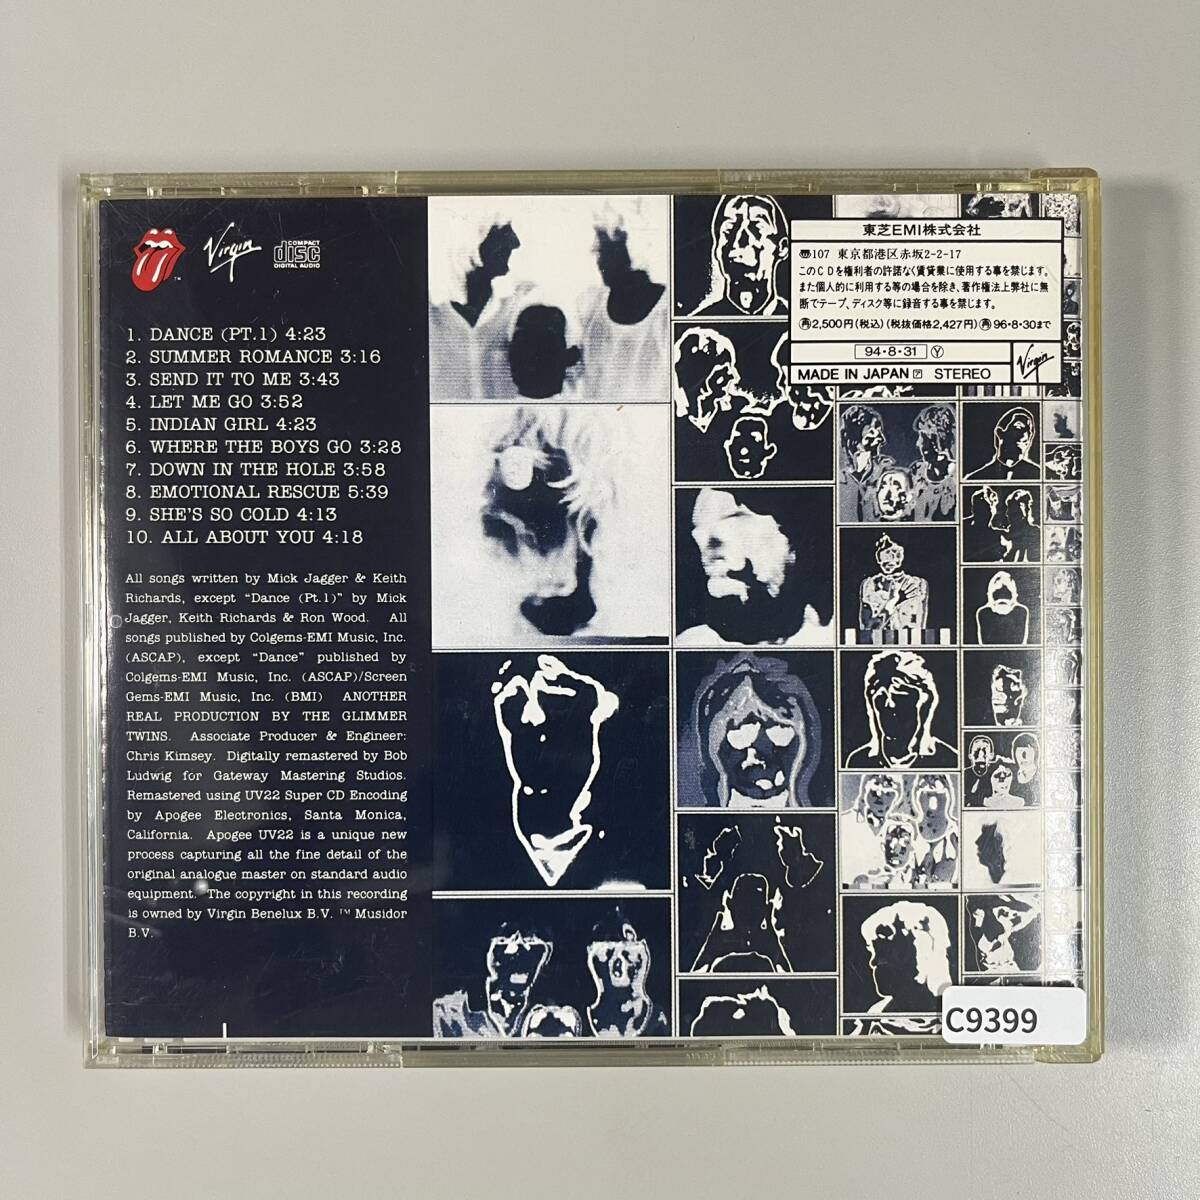 TM
Virgin
COMPACT
disc
DIGITAL AUDIO
1. DANCE (PT.1) 4:23
2. SUMMER ROMANCE 3:16
3. SEND IT TO ME 3:43
4. LET ME GO 3:52
5. INDIAN GIRL 4:23
6. WHERE THE BOYS GO 3:28
7. DOWN IN THE HOLE 3:58
8. EMOTIONAL RESCUE 5:39
9. SHE'S SO COLD 4:13
10. ALL ABOUT YOU 4:18
All songs written by Mick Jagger & Keith
Richards, except "Dance (Pt.1)" by Mick
Jagger, Keith Richards & Ron Wood. All
songs published by Colgems-EMI Music, Inc.
(ASCAP), except "Dance" published by
Colgems-EMI Music, Inc. (ASCAP)/Screen
Gems-EMI Music, Inc. (BMI) ANOTHER
REAL PRODUCTION BY THE GLIMMER
TWINS. Associate Producer & Engineer:
Chris Kimsey. Digitally remastered by Bob
Ludwig for Gateway Mastering Studios.
Remastered using UV22 Super CD Encoding
by Apogee Electronics, Santa Monica,
California. Apogee UV22 is a unique new
process capturing all the fine detail of the
original analogue master on standard audio
equipment. The copyright in this recording
is owned by Virgin Benelux B.V. ™ Musidor
B.V.
東芝EMI株式会社
〠107 東京都港区赤坂2-2-17
このCDを権利者の許諾なく賃貸業に使用する事を禁じます。
また個人的に利用する等の場合を除き、著作権法上弊社に無
断でテープ、ディスク等に録音する事を禁じます。
㊢2,500円(税込)(税抜価格2,427円)㊢96・8・30まで
94・8・31 Ⓨ
MADE IN JAPAN STEREO
Virgin
C9399